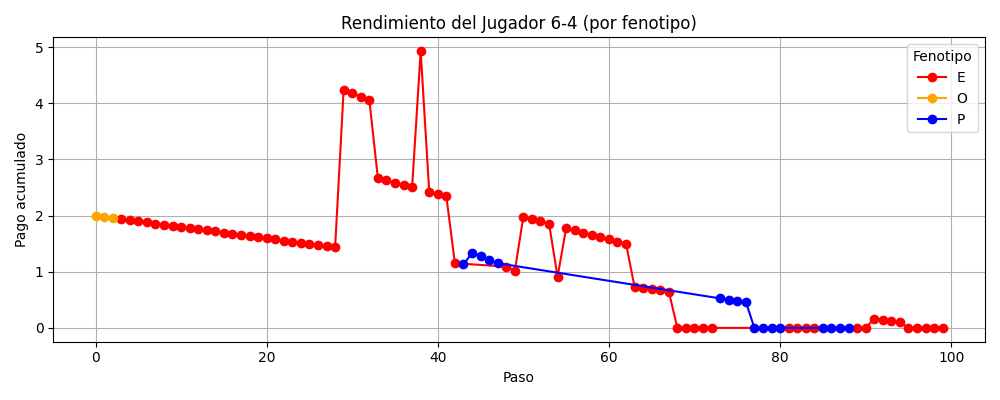 Rendimiento del Jugador 6-4 (por fenotipo)
Pago acumulado
5
4
3
2
1
0
Fenotipo
E
O
P
0 20 40 60 80 100
Paso